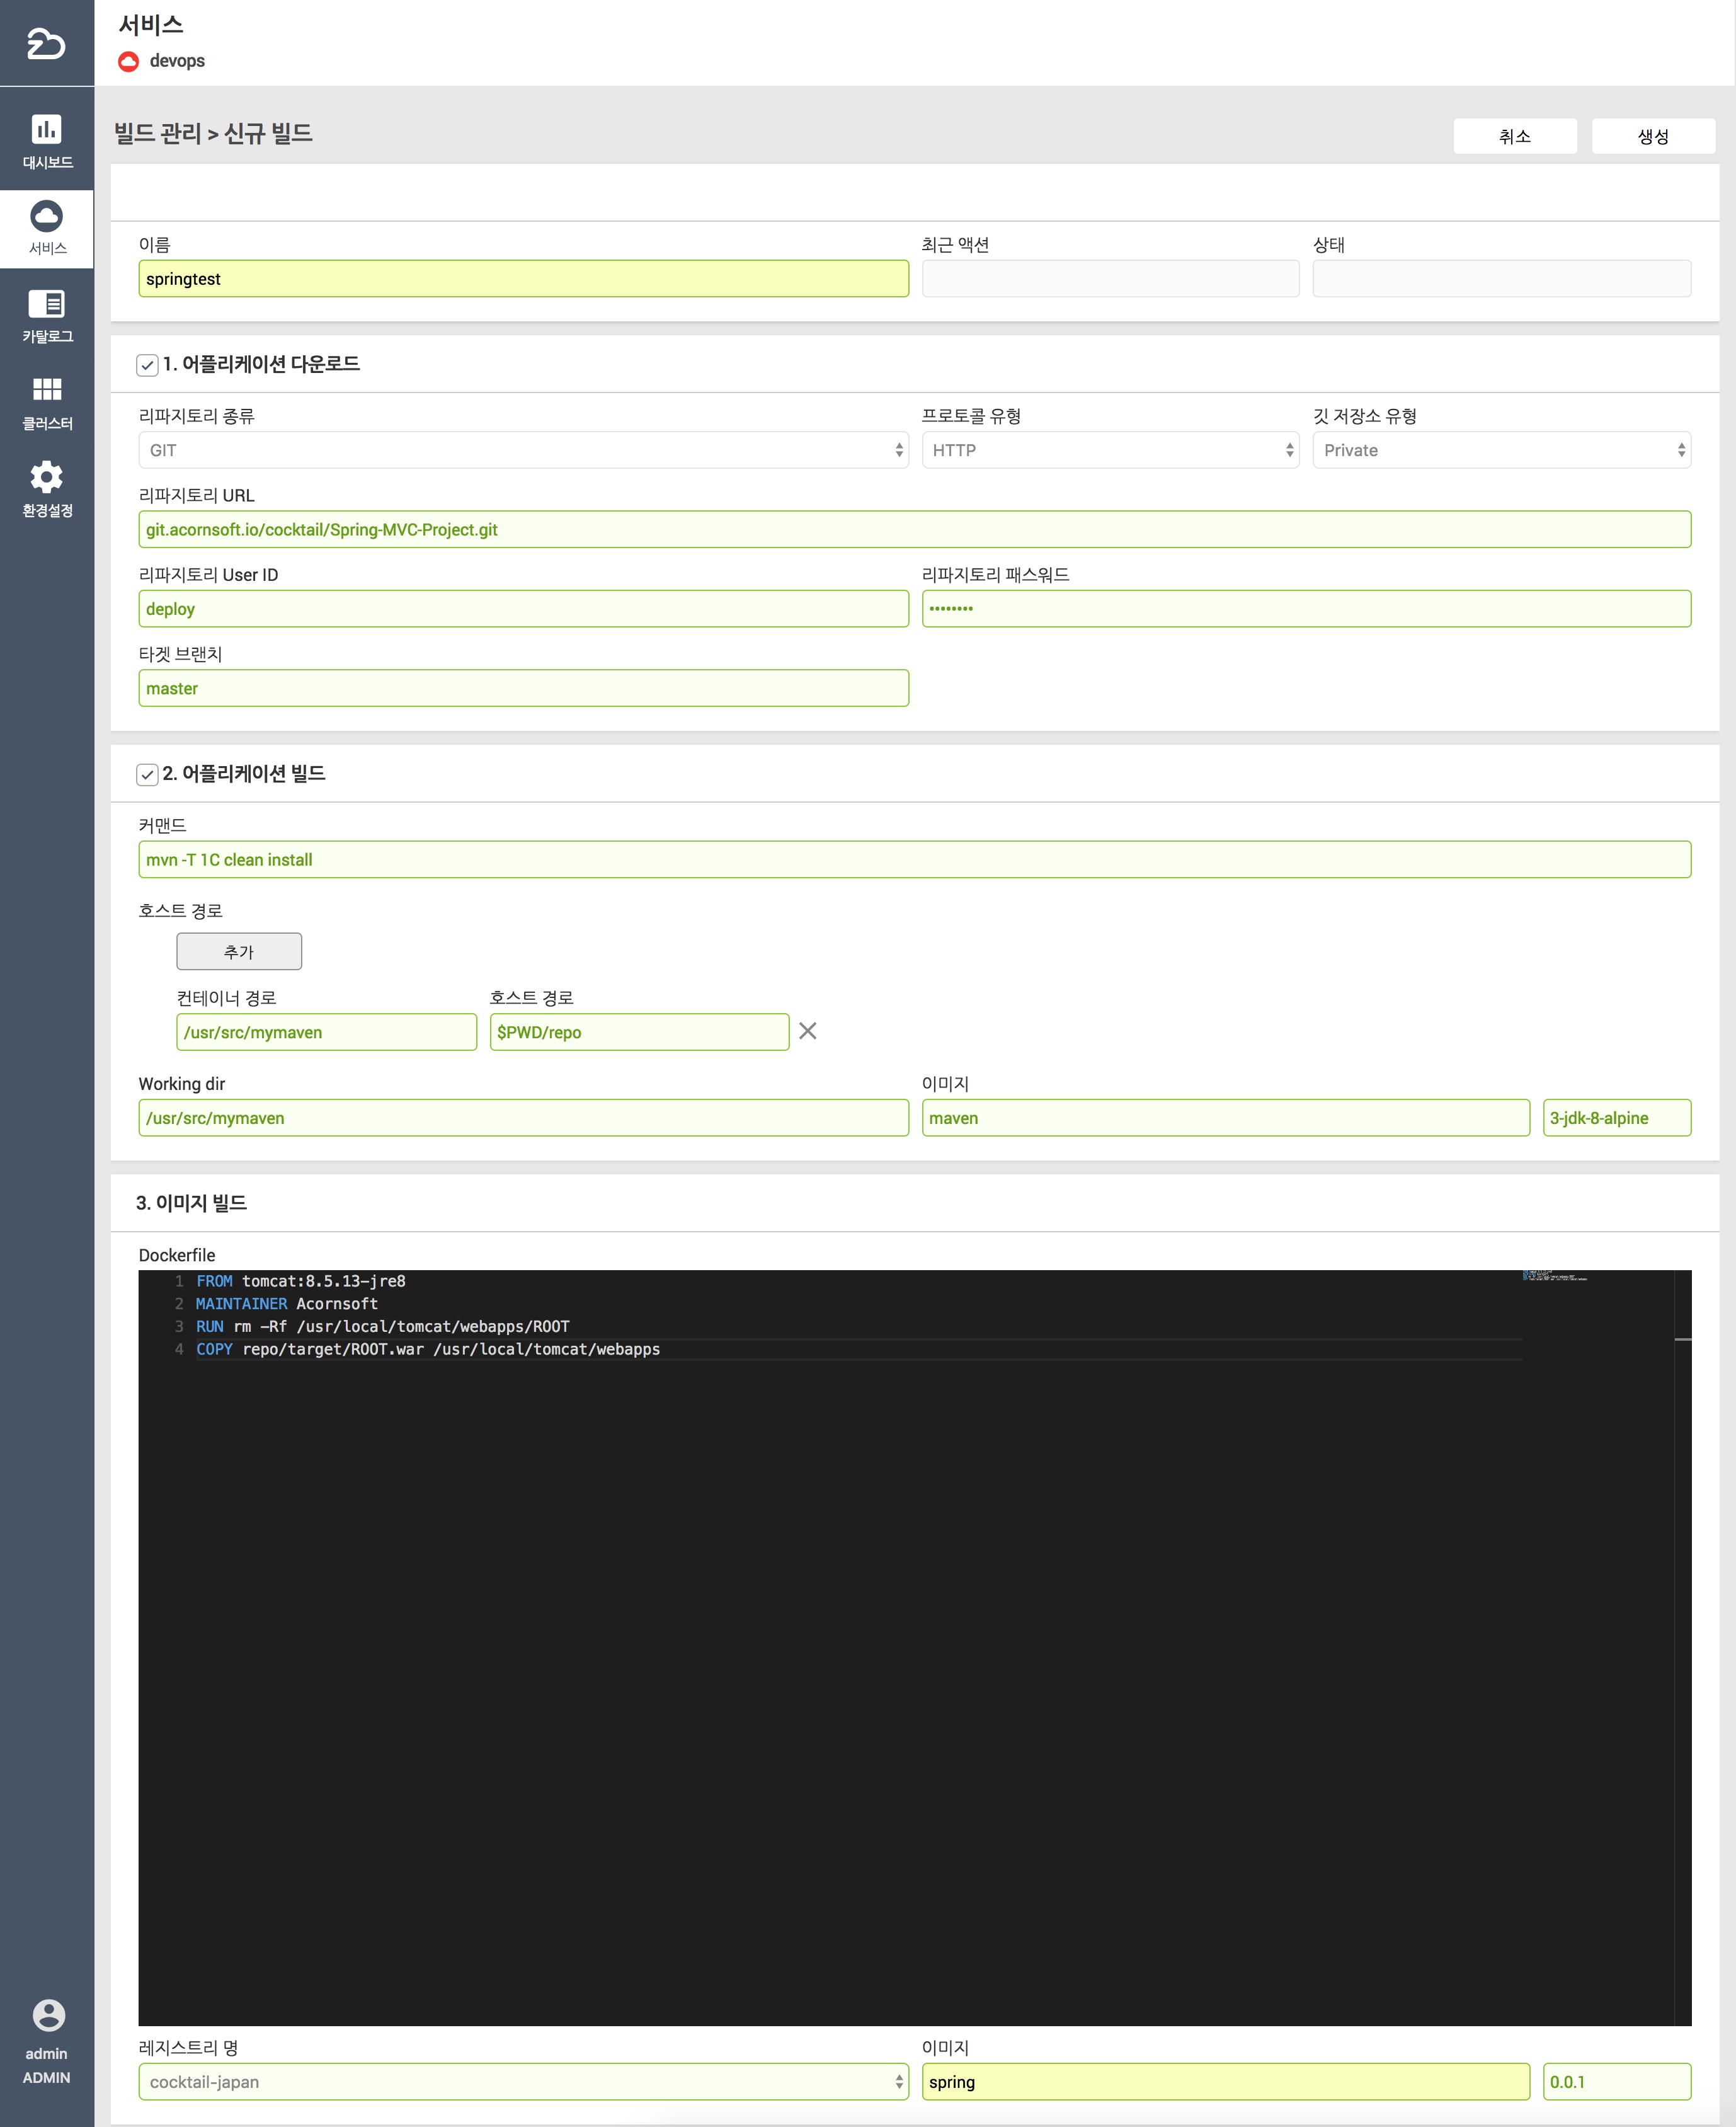 서비스
devops
대시보드
서비스
카탈로그
클러스터
환경설정
admin
ADMIN
빌드 관리 > 신규 빌드
취소
생성
이름
최근 액션
상태
springtest
1. 어플리케이션 다운로드
리파지토리 종류
프로토콜 유형
깃 저장소 유형
GIT
HTTP
Private
리파지토리 URL
git.acornsoft.io/cocktail/Spring-MVC-Project.git
리파지토리 User ID
리파지토리 패스워드
deploy
••••••••
타겟 브랜치
master
2. 어플리케이션 빌드
커맨드
mvn -T 1C clean install
호스트 경로
추가
컨테이너 경로
호스트 경로
/usr/src/mymaven
$PWD/repo
Working dir
이미지
/usr/src/mymaven
maven
3-jdk-8-alpine
3. 이미지 빌드
Dockerfile
1 FROM tomcat:8.5.13-jre8
2 MAINTAINER Acornsoft
3 RUN rm -Rf /usr/local/tomcat/webapps/ROOT
4 COPY repo/target/ROOT.war /usr/local/tomcat/webapps
레지스트리 명
이미지
cocktail-japan
spring
0.0.1